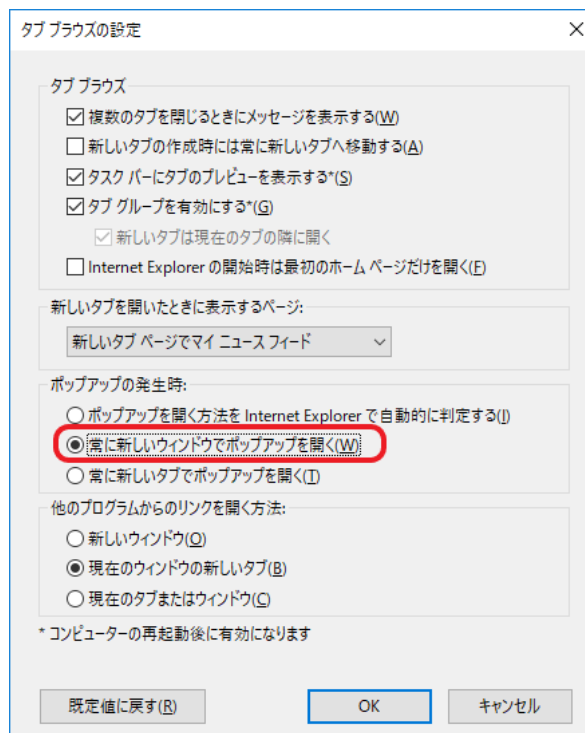 タブ ブラウズの設定
タブ ブラウズ
複数のタブを閉じるときにメッセージを表示する(W)
新しいタブの作成時には常に新しいタブへ移動する(A)
タスク バーにタブのプレビューを表示する*(S)
タブ グループを有効にする*(G)
新しいタブは現在のタブの隣に開く
Internet Explorer の開始時は最初のホーム ページだけを開く(F)
新しいタブを開いたときに表示するページ:
新しいタブ ページでマイ ニュース フィード
ポップアップの発生時:
ポップアップを開く方法を Internet Explorer で自動的に判定する(I)
常に新しいウィンドウでポップアップを開く(W)
常に新しいタブでポップアップを開く(T)
他のプログラムからのリンクを開く方法:
新しいウィンドウ(O)
現在のウィンドウの新しいタブ(B)
現在のタブまたはウィンドウ(C)
* コンピューターの再起動後に有効になります
既定値に戻す(R) OK キャンセル